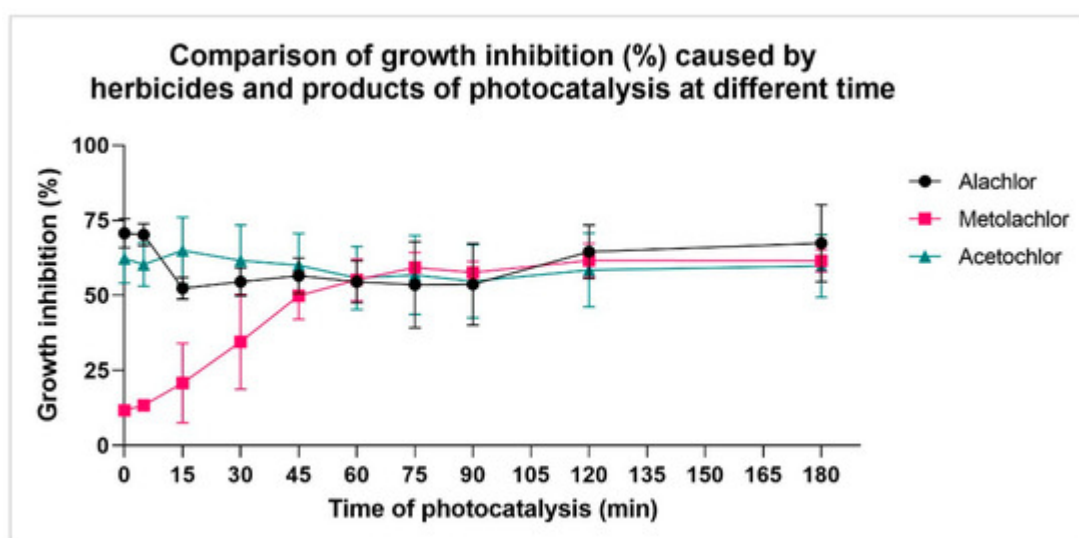 Comparison of growth inhibition (%) caused by
herbicides and products of photocatalysis at different time
100
75
50
25
0
Growth inhibition (%)
Alachlor
Metolachlor
Acetochlor
0 15 30 45 60 75 90 105 120 135 150 165 180
Time of photocatalysis (min)